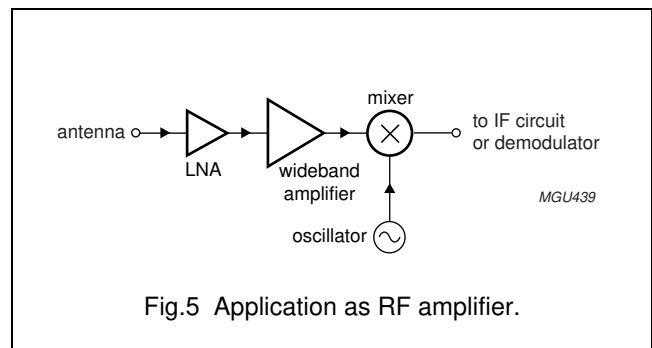 mixer
antenna
to IF circuit
or demodulator
LNA
wideband
amplifier
MGU439
oscillator
Fig.5 Application as RF amplifier.